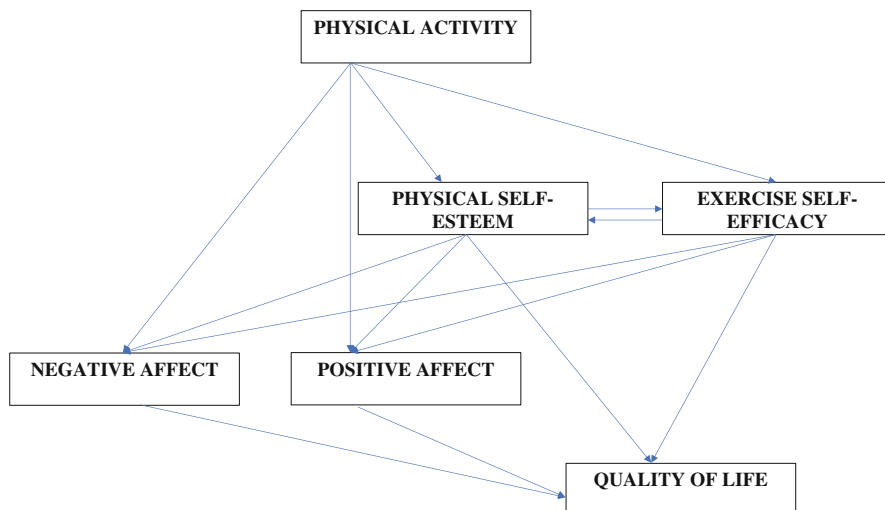 PHYSICAL ACTIVITY
PHYSICAL SELF-
ESTEEM
EXERCISE SELF-
EFFICACY
NEGATIVE AFFECT
POSITIVE AFFECT
QUALITY OF LIFE